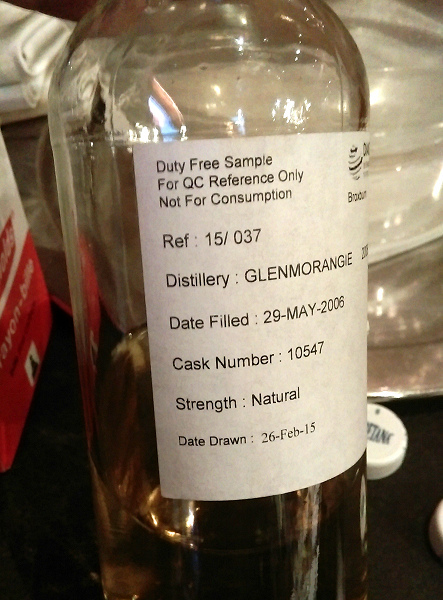 Duty Free Sample
For QC Reference Only
Not For Consumption
Ref : 15/ 037
Distillery : GLENMORANGIE
Date Filled : 29-MAY-2006
Cask Number : 10547
Strength : Natural
Date Drawn : 26-Feb-15